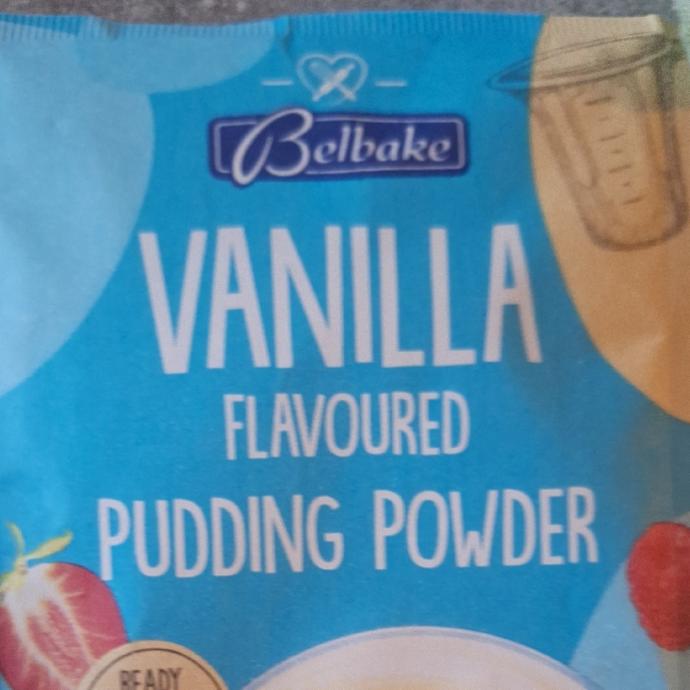 Belbake
VANILLA
FLAVOURED
PUDDING POWDER
READY